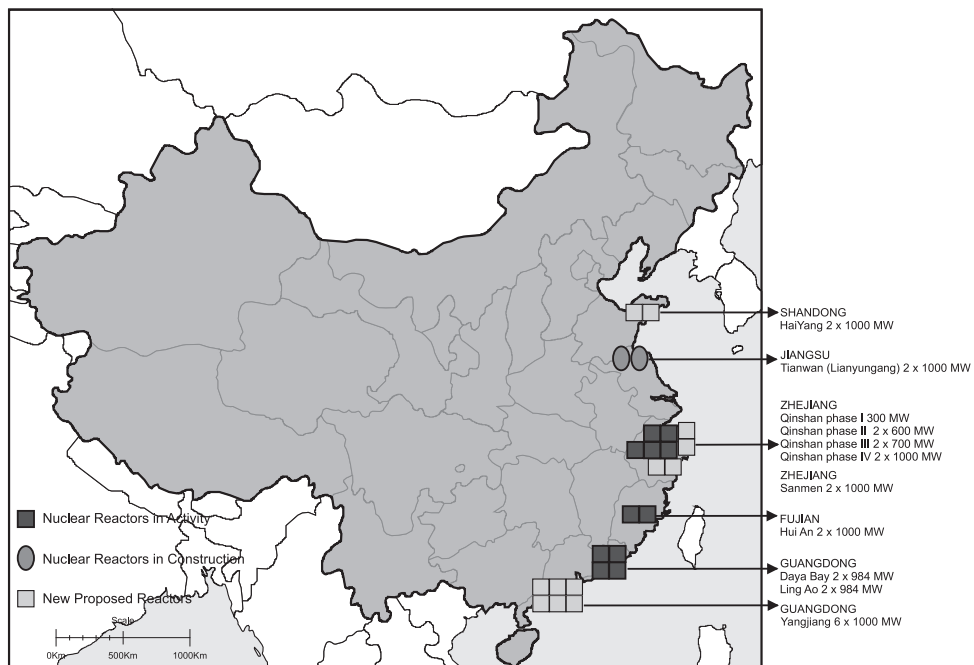 SHANDONG
HaiYang 2 x 1000 MW
JIANGSU
Tianwan (Lianyungang) 2 x 1000 MW
ZHEJIANG
Qinshan phase I 300 MW
Qinshan phase II 2 x 600 MW
Qinshan phase III 2 x 700 MW
Qinshan phase IV 2 x 1000 MW
ZHEJIANG
Sanmen 2 x 1000 MW
FUJIAN
Hui An 2 x 1000 MW
GUANGDONG
Daya Bay 2 x 984 MW
Ling Ao 2 x 984 MW
GUANGDONG
Yangjiang 6 x 1000 MW
Nuclear Reactors in Activity
Nuclear Reactors in Construction
New Proposed Reactors
Scale
0Km 500Km 1000Km